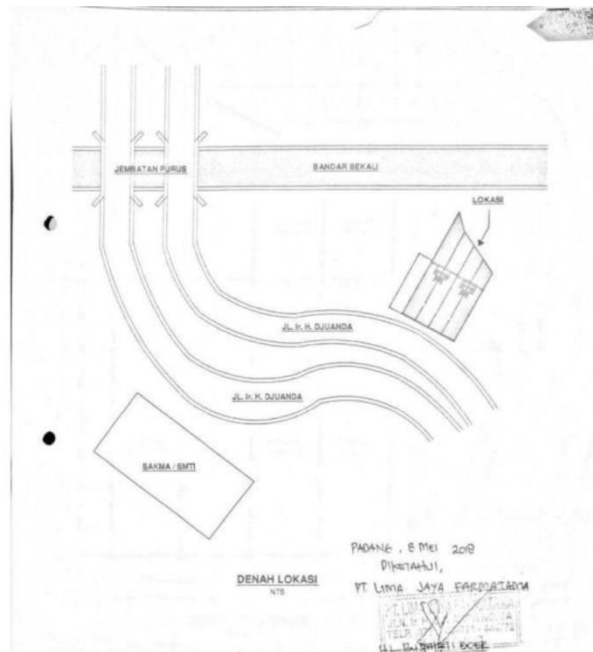 JEMBATAN PURUS
BANDAR BEKALI
LOKASI
JL. Ir. H. DJUANDA
JL. Ir. H. DJUANDA
SAKMA / SMTI
DENAH LOKASI
NTS
PADANG, 8 MEI 2018
DIKETAHUI,
PT. LIMA JAYA FARMATAMA